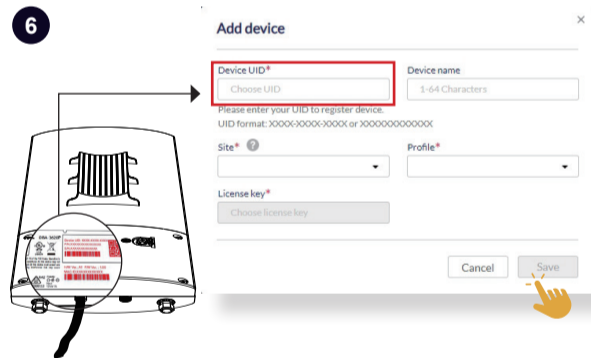 6
Add device
×
Device UID* Device name
Choose UID 1-64 Characters
Please enter your UID to register device.
UID format: XXXX-XXXX-XXXX or XXXXXXXXXXXX
Site* ? Profile*
License key*
Choose license key
Cancel Save